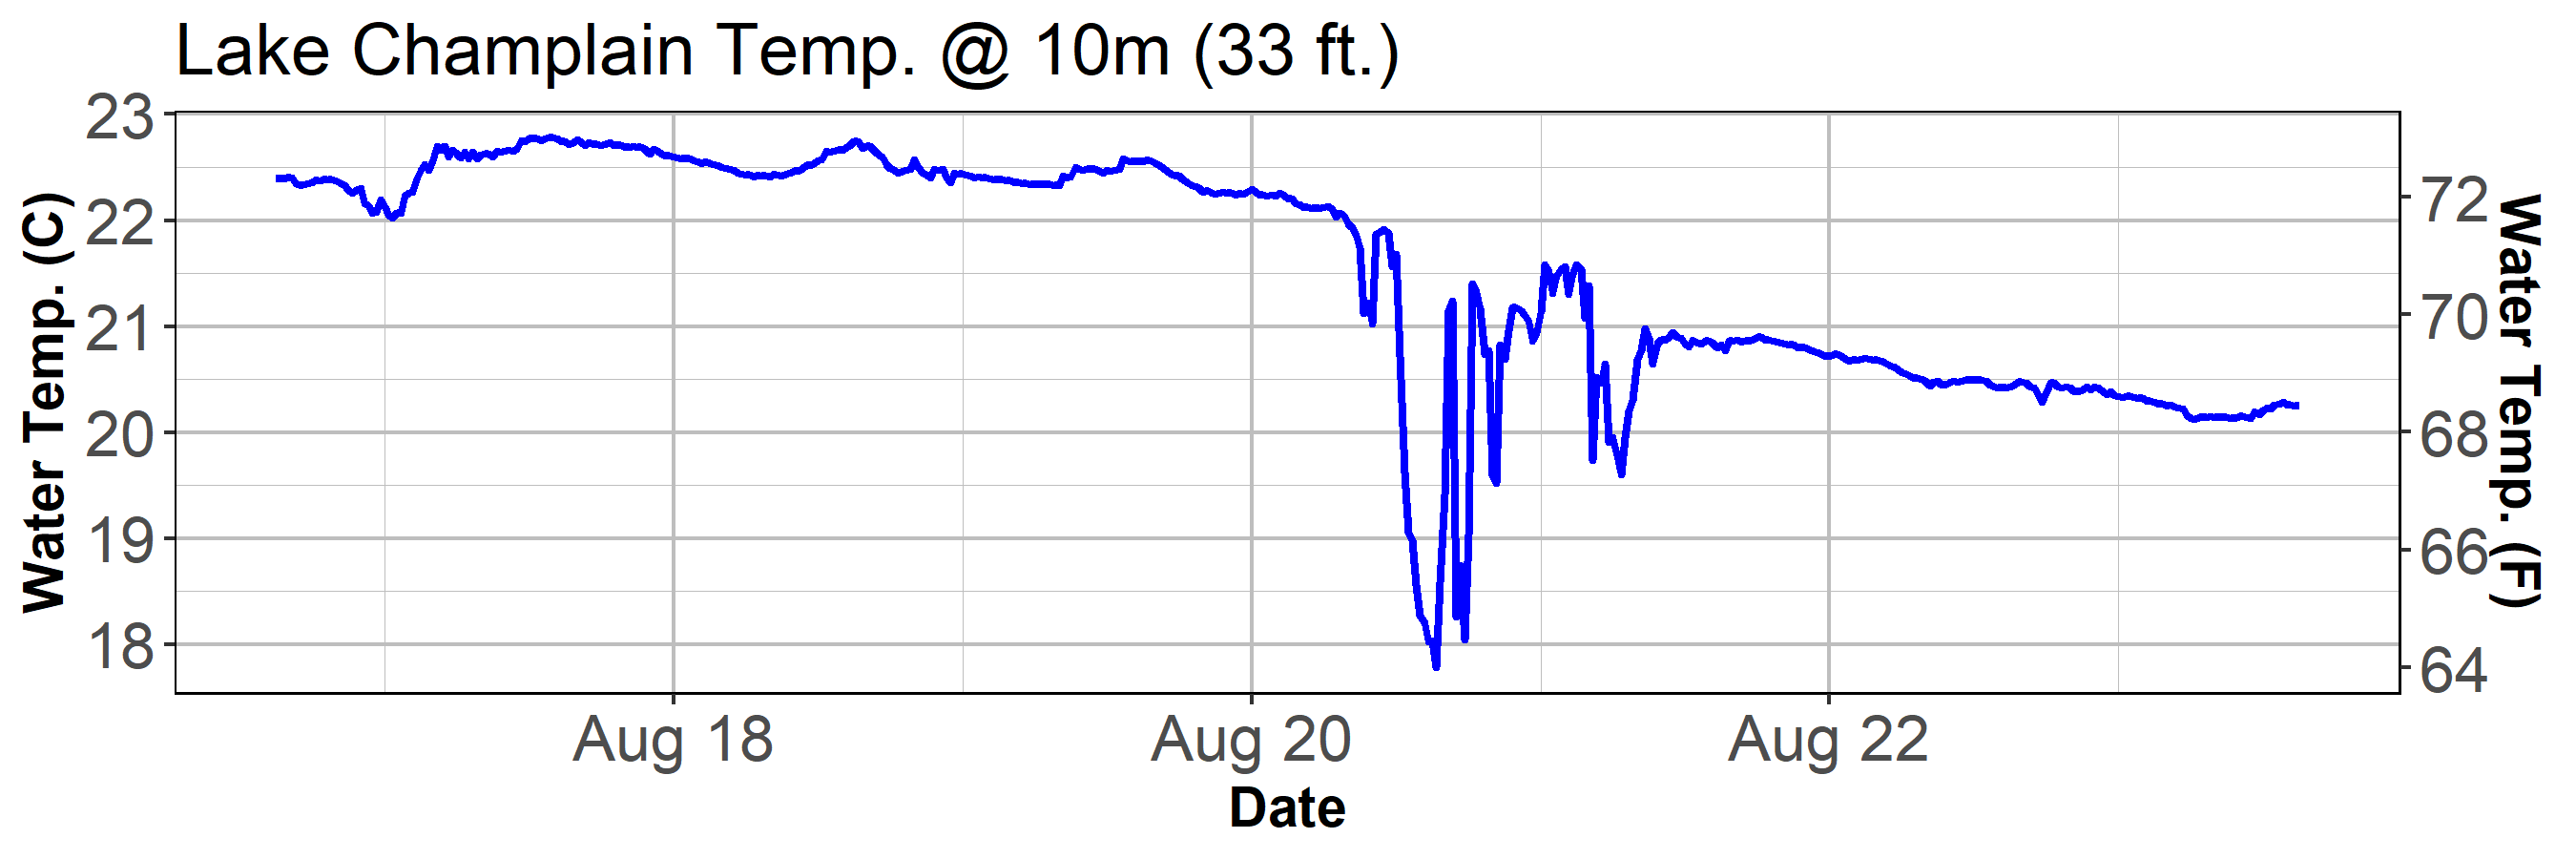 Lake Champlain Temp. @ 10m (33 ft.)
Water Temp. (C)
23
22
21
20
19
18
72
70
68
66
64
Water Temp. (F)
Aug 18
Aug 20
Aug 22
Date